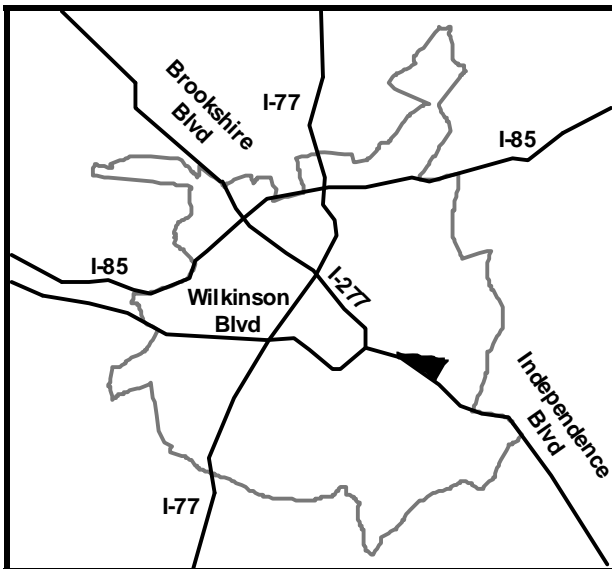 Brookshire
Blvd
I-77
I-85
I-85
Wilkinson
Blvd
I-277
Independence
Blvd
I-77